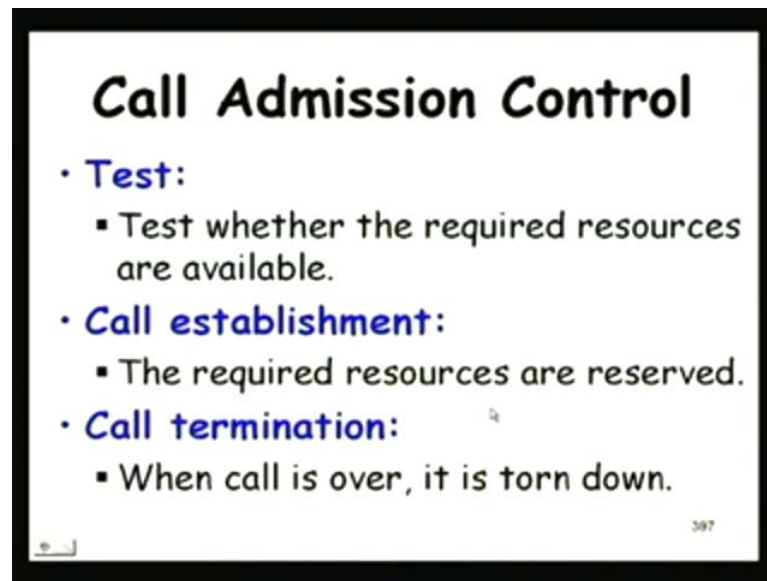 Call Admission Control
• Test:
▪ Test whether the required resources
are available.
• Call establishment:
▪ The required resources are reserved.
• Call termination:
▪ When call is over, it is torn down.
397